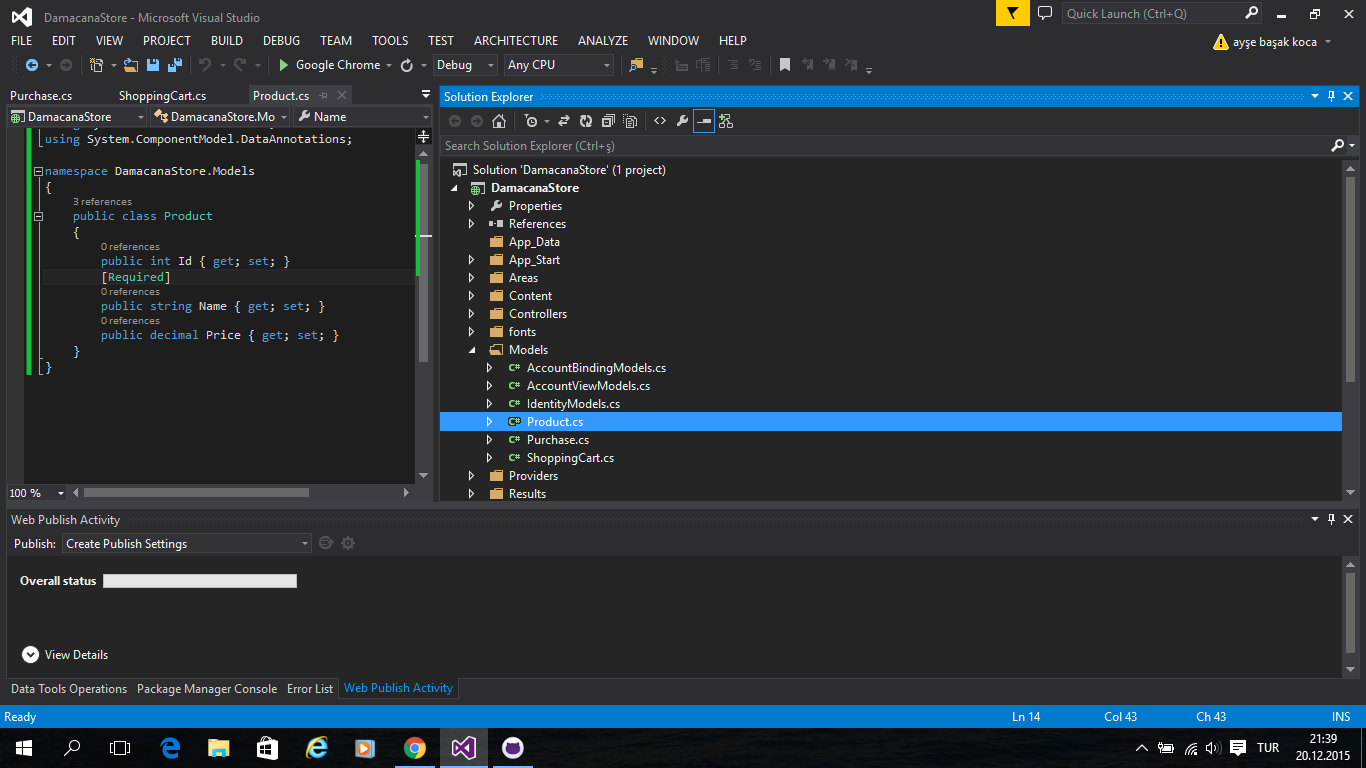 DamacanaStore - Microsoft Visual Studio
Quick Launch (Ctrl+Q)
FILE EDIT VIEW PROJECT BUILD DEBUG TEAM TOOLS TEST ARCHITECTURE ANALYZE WINDOW HELP
ayşe başak koca
Google Chrome Debug Any CPU
Purchase.cs ShoppingCart.cs Product.cs
DamacanaStore DamacanaStore.Mo Name
using System.ComponentModel.DataAnnotations;
namespace DamacanaStore.Models
{
3 references
public class Product
{
0 references
public int Id { get; set; }
[Required]
0 references
public string Name { get; set; }
0 references
public decimal Price { get; set; }
}
}
100 %
Solution Explorer
Search Solution Explorer (Ctrl+ş)
Solution 'DamacanaStore' (1 project)
DamacanaStore
Properties
References
App_Data
App_Start
Areas
Content
Controllers
fonts
Models
C# AccountBindingModels.cs
C# AccountViewModels.cs
C# IdentityModels.cs
C# Product.cs
C# Purchase.cs
C# ShoppingCart.cs
Providers
Results
Web Publish Activity
Publish: Create Publish Settings
Overall status
View Details
Data Tools Operations Package Manager Console Error List Web Publish Activity
Ready Ln 14 Col 43 Ch 43 INS
TUR
21:39
20.12.2015